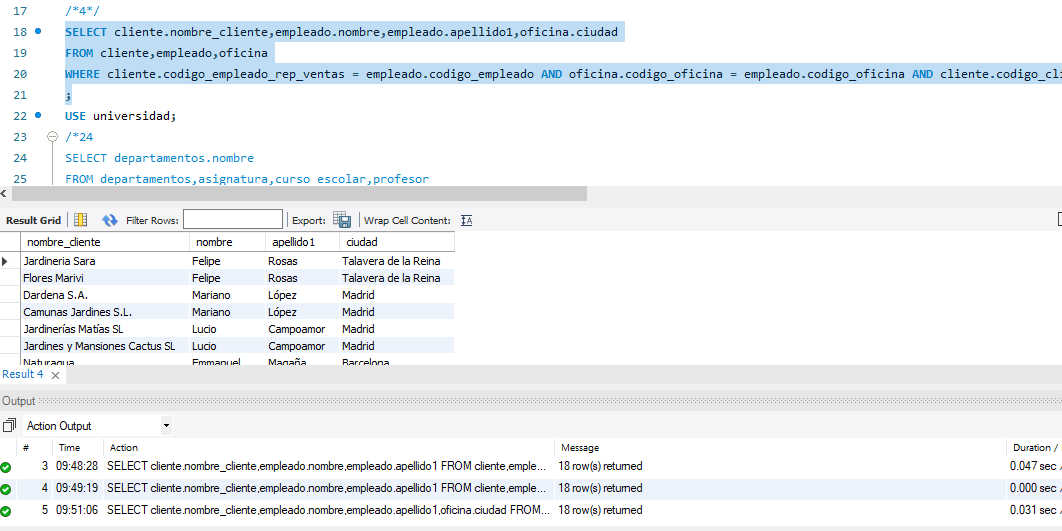 17 /*4*/
18 SELECT cliente.nombre_cliente,empleado.nombre,empleado.apellido1,oficina.ciudad
19 FROM cliente,empleado,oficina
20 WHERE cliente.codigo_empleado_rep_ventas = empleado.codigo_empleado AND oficina.codigo_oficina = empleado.codigo_oficina AND cliente.codigo_cl
21 ;
22 USE universidad;
23 /*24
24 SELECT departamentos.nombre
25 FROM departamentos,asignatura,curso escolar,profesor
Result Grid Filter Rows: Export: Wrap Cell Content:
nombre_cliente nombre apellido1 ciudad
Jardineria Sara Felipe Rosas Talavera de la Reina
Flores Marivi Felipe Rosas Talavera de la Reina
Dardena S.A. Mariano López Madrid
Camunas Jardines S.L. Mariano López Madrid
Jardinerías Matías SL Lucio Campoamor Madrid
Jardines y Mansiones Cactus SL Lucio Campoamor Madrid
Naturagua Emmanuel Magaña Barcelona
Result 4
Output
Action Output
# Time Action Message Duration /
3 09:48:28 SELECT cliente.nombre_cliente,empleado.nombre,empleado.apellido1 FROM cliente,emple... 18 row(s) returned 0.047 sec /
4 09:49:19 SELECT cliente.nombre_cliente,empleado.nombre,empleado.apellido1 FROM cliente,emple... 18 row(s) returned 0.000 sec /
5 09:51:06 SELECT cliente.nombre_cliente,empleado.nombre,empleado.apellido1,oficina.ciudad FROM... 18 row(s) returned 0.031 sec /